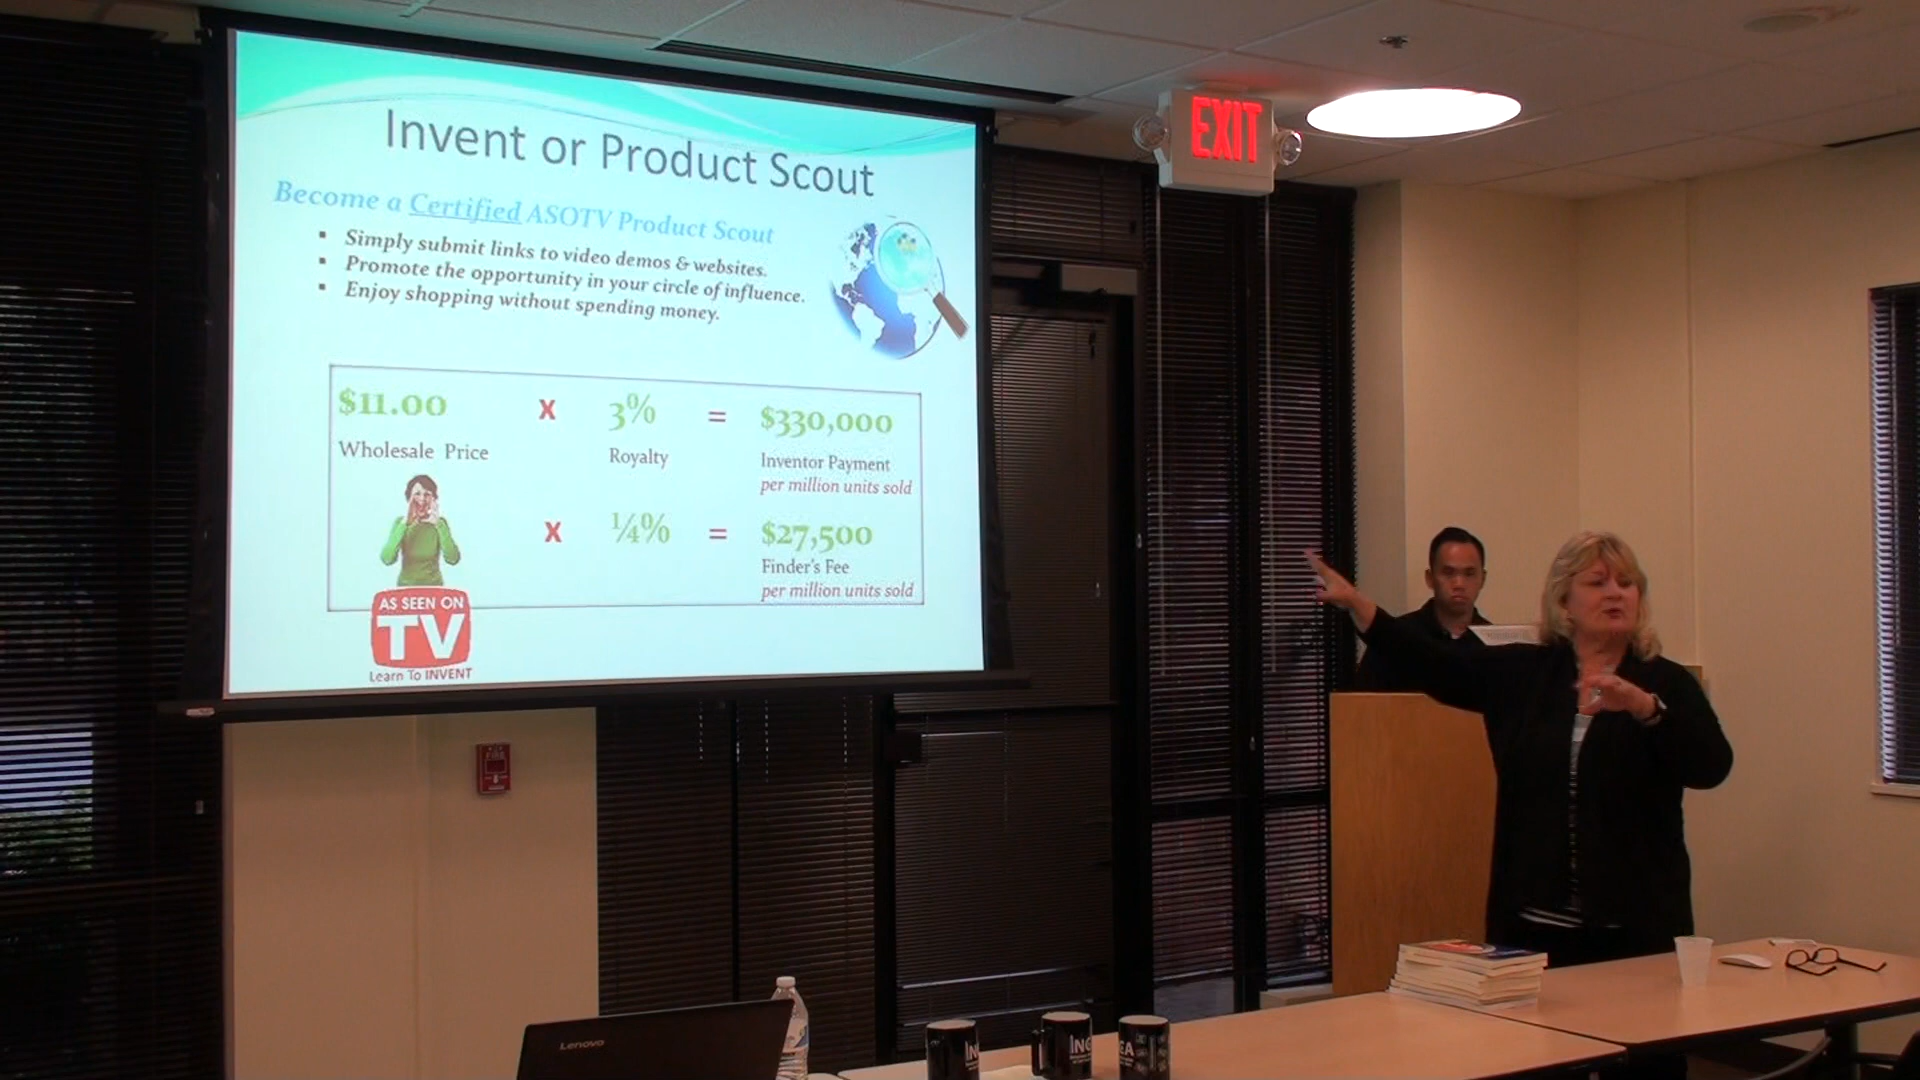 Invent or Product Scout
Become a Certified ASOTV Product Scout
▪ Simply submit links to video demos & websites.
▪ Promote the opportunity in your circle of influence.
▪ Enjoy shopping without spending money.
$11.00 x 3% = $330,000
Wholesale Price Royalty Inventor Payment
per million units sold
x ¼% = $27,500
Finder's Fee
per million units sold
AS SEEN ON
TV
Learn To INVENT
EXIT
Lenovo